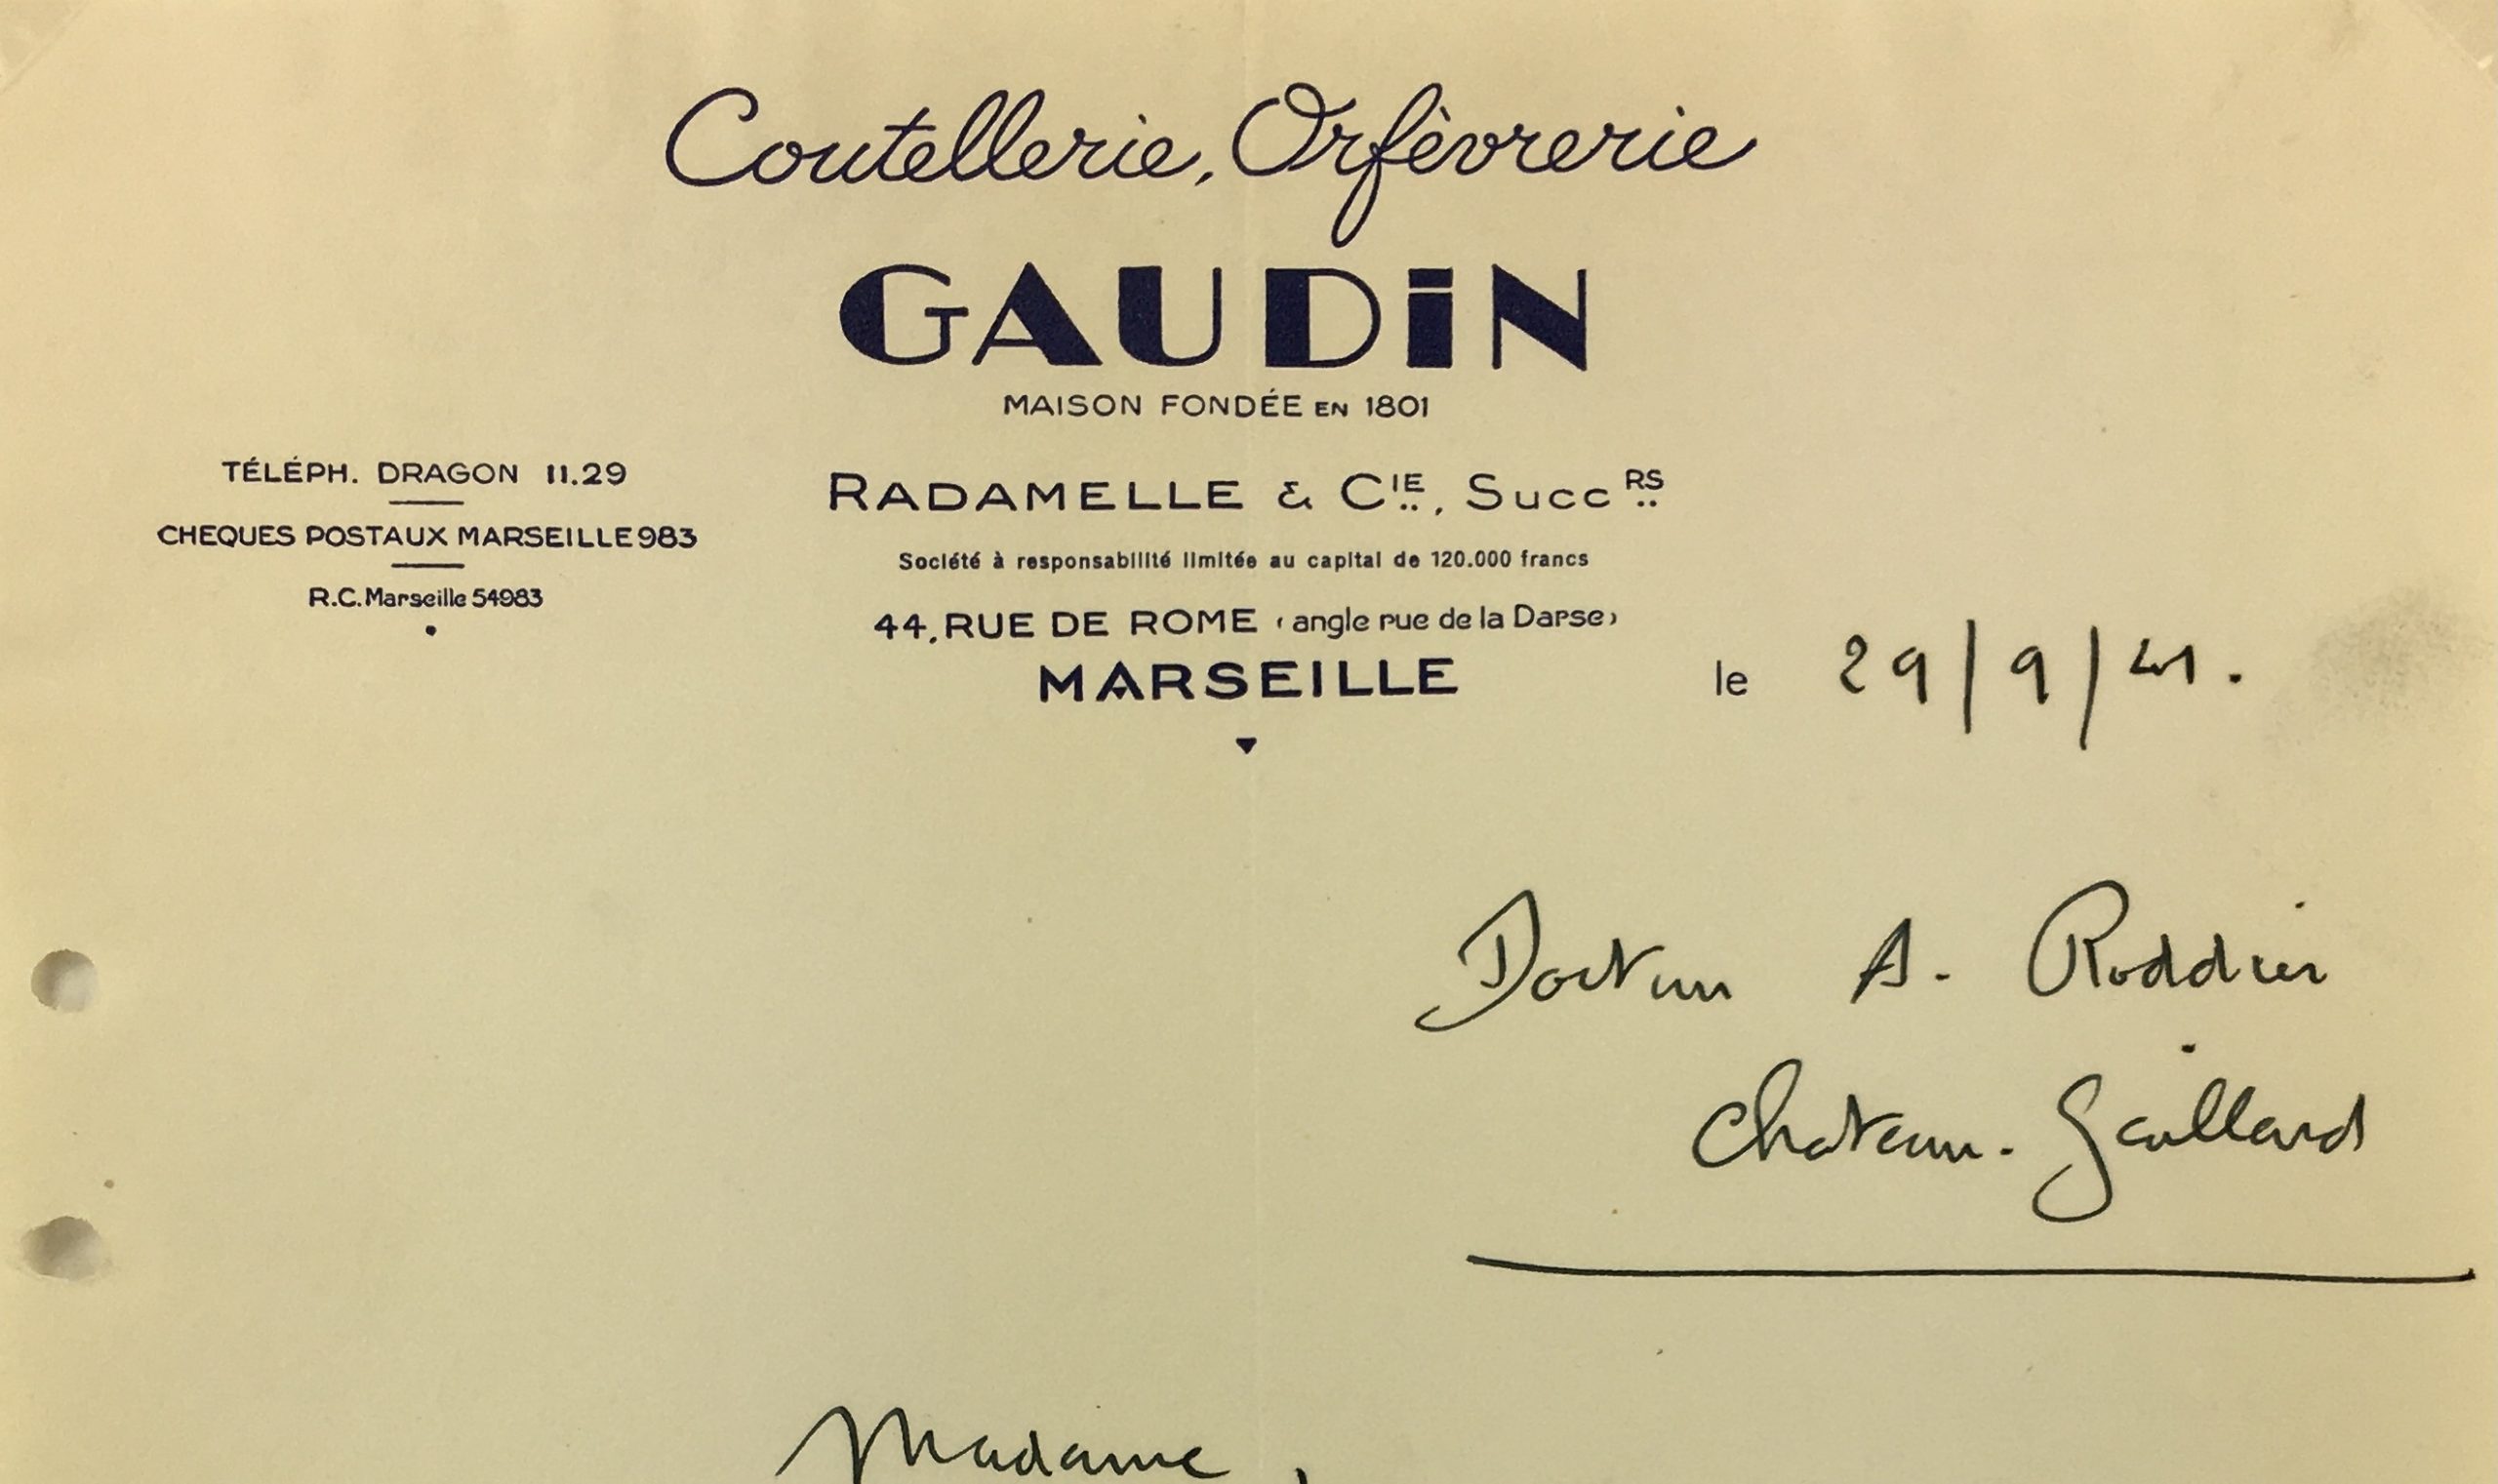 Coutellerie, Orfèvrerie
GAUDIN
MAISON FONDÉE EN 1801
TÉLÉPH. DRAGON 11.29
CHEQUES POSTAUX MARSEILLE 983
R.C. Marseille 54983
RADAMELLE & CIE, SuccRS
Société à responsabilité limitée au capital de 120.000 francs
44, RUE DE ROME (angle rue de la Darse)
MARSEILLE
le 29/9/41.
Docteur A. Roddier
Chateau-Gaillard
Madame,